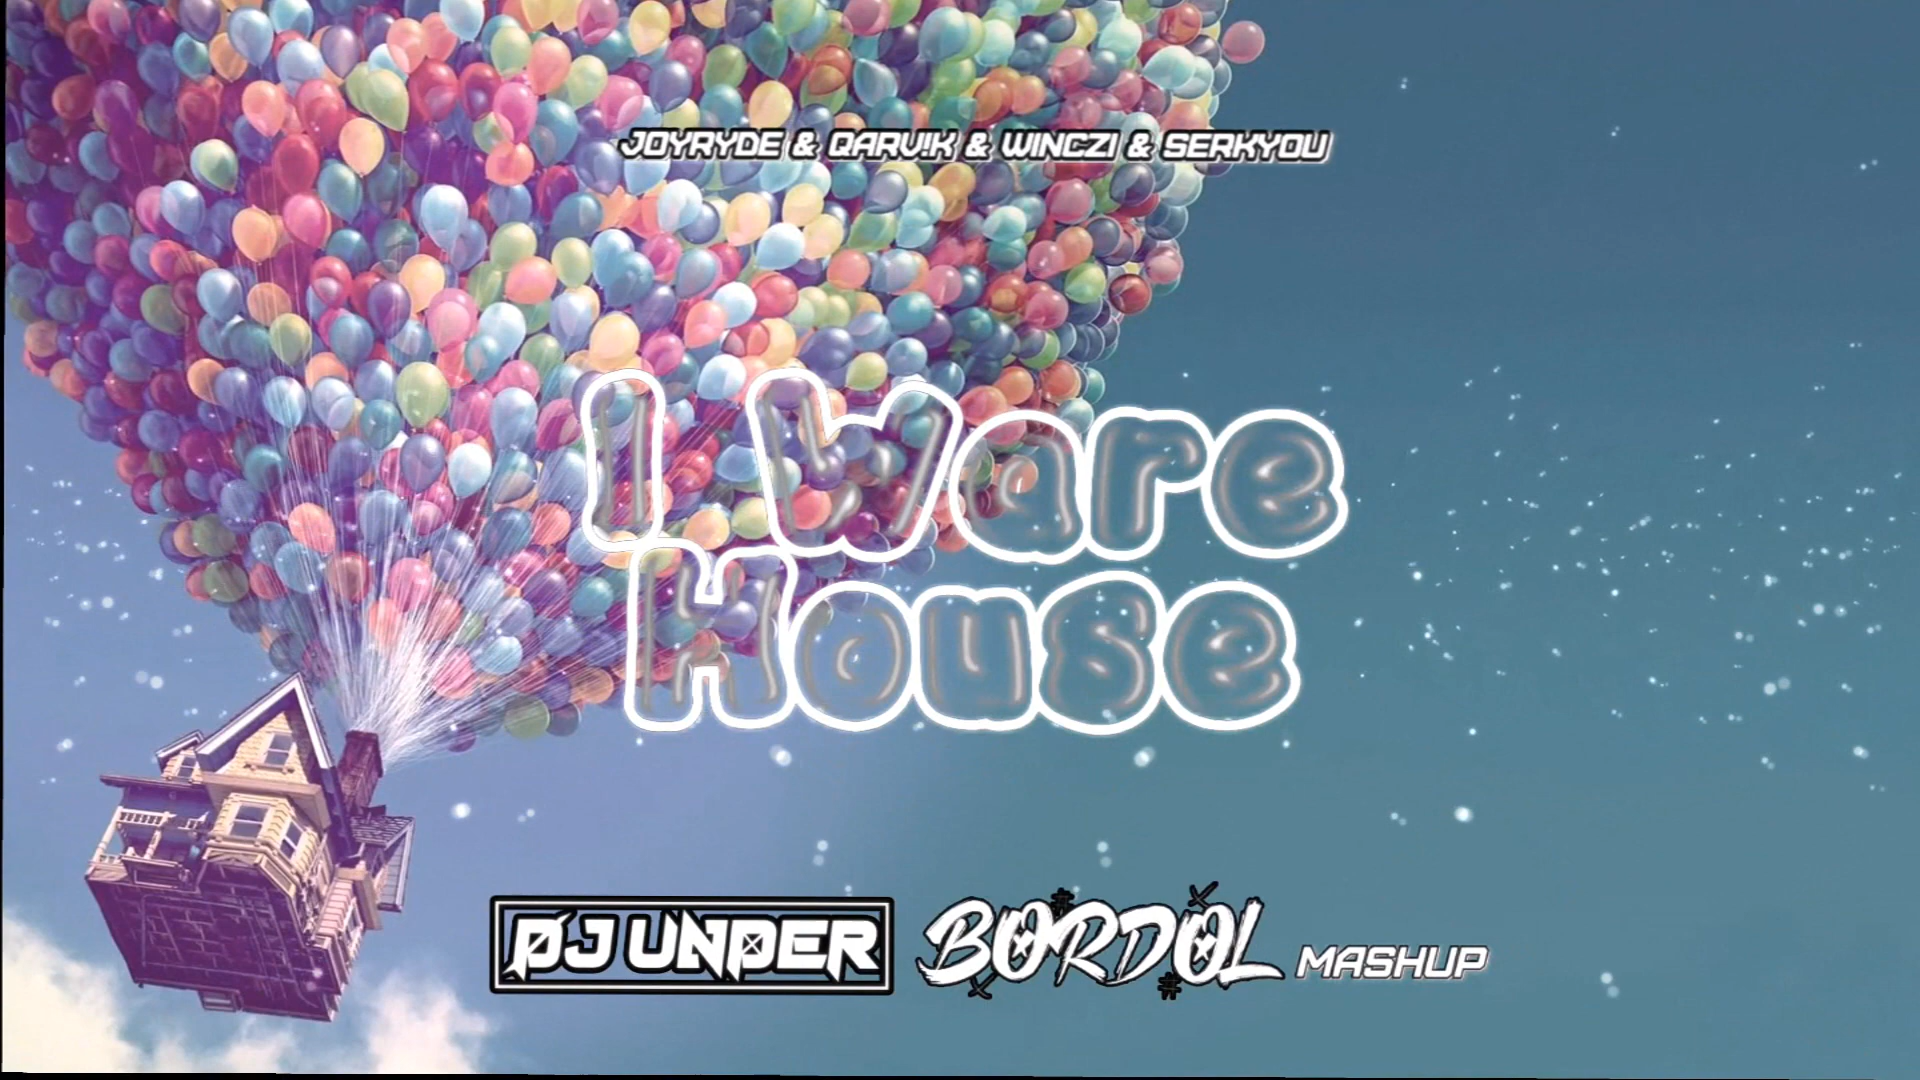 JOYRYDE & QARV!K & WINCZI & SERKYOU
I Ware
House
DJ UNDER BORDOL MASHUP